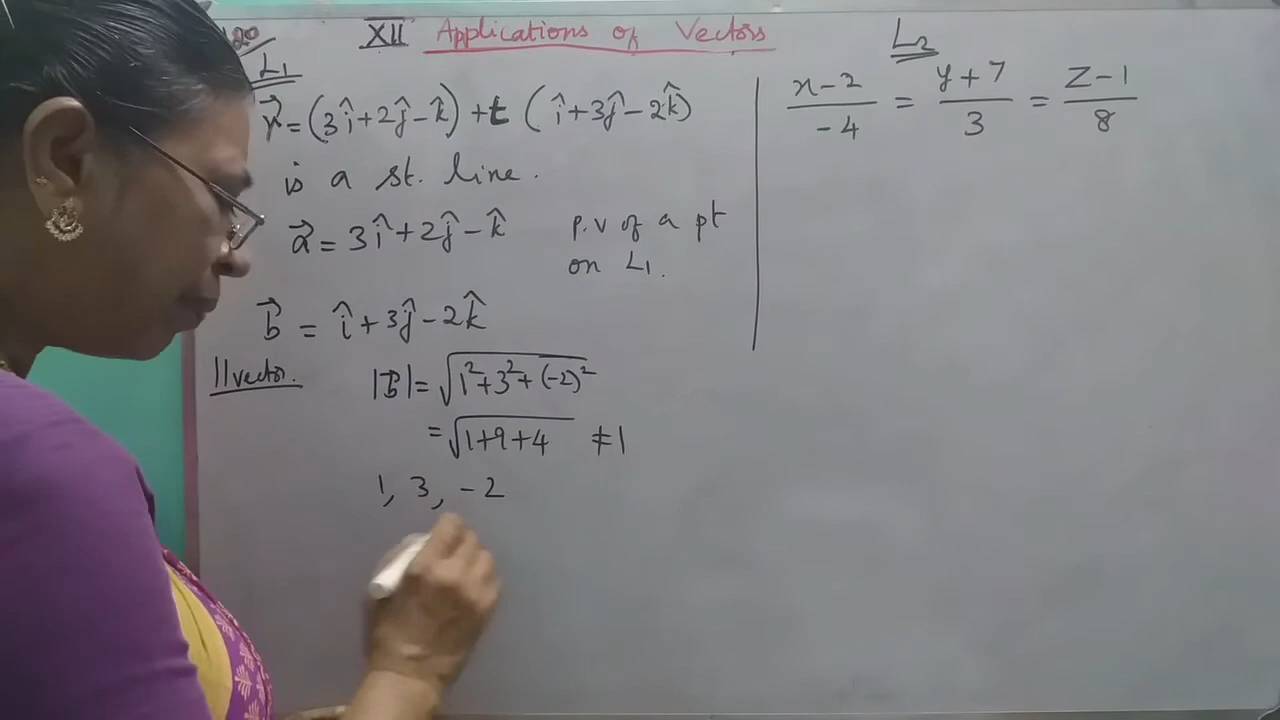 20
XII Applications of Vectors
L₁
r⃗ = (3î+2ĵ-k̂) + t (î+3ĵ-2k̂)
is a st. line.
a⃗ = 3î+2ĵ-k̂ p.v of a pt
on L₁.
b⃗ = î+3ĵ-2k̂
||vector. |b⃗| = √(1²+3²+(-2)²)
= √(1+9+4) ≠1
1, 3, -2
L₂
(x-2)/-4 = (y+7)/3 = (z-1)/8